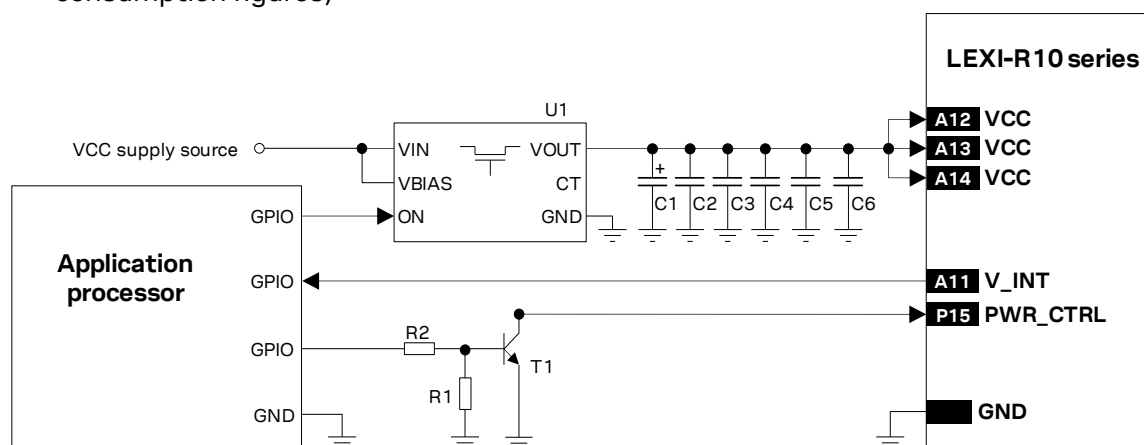 consumption figures)
LEXI-R10 series
U1
A12 VCC
VCC supply source
VIN
VOUT
A13 VCC
VBIAS
CT
+
A14 VCC
GPIO
ON
GND
C1 C2 C3 C4 C5 C6
Application
processor
GPIO
A11 V_INT
P15 PWR_CTRL
R2
GPIO
T1
R1
GND
GND